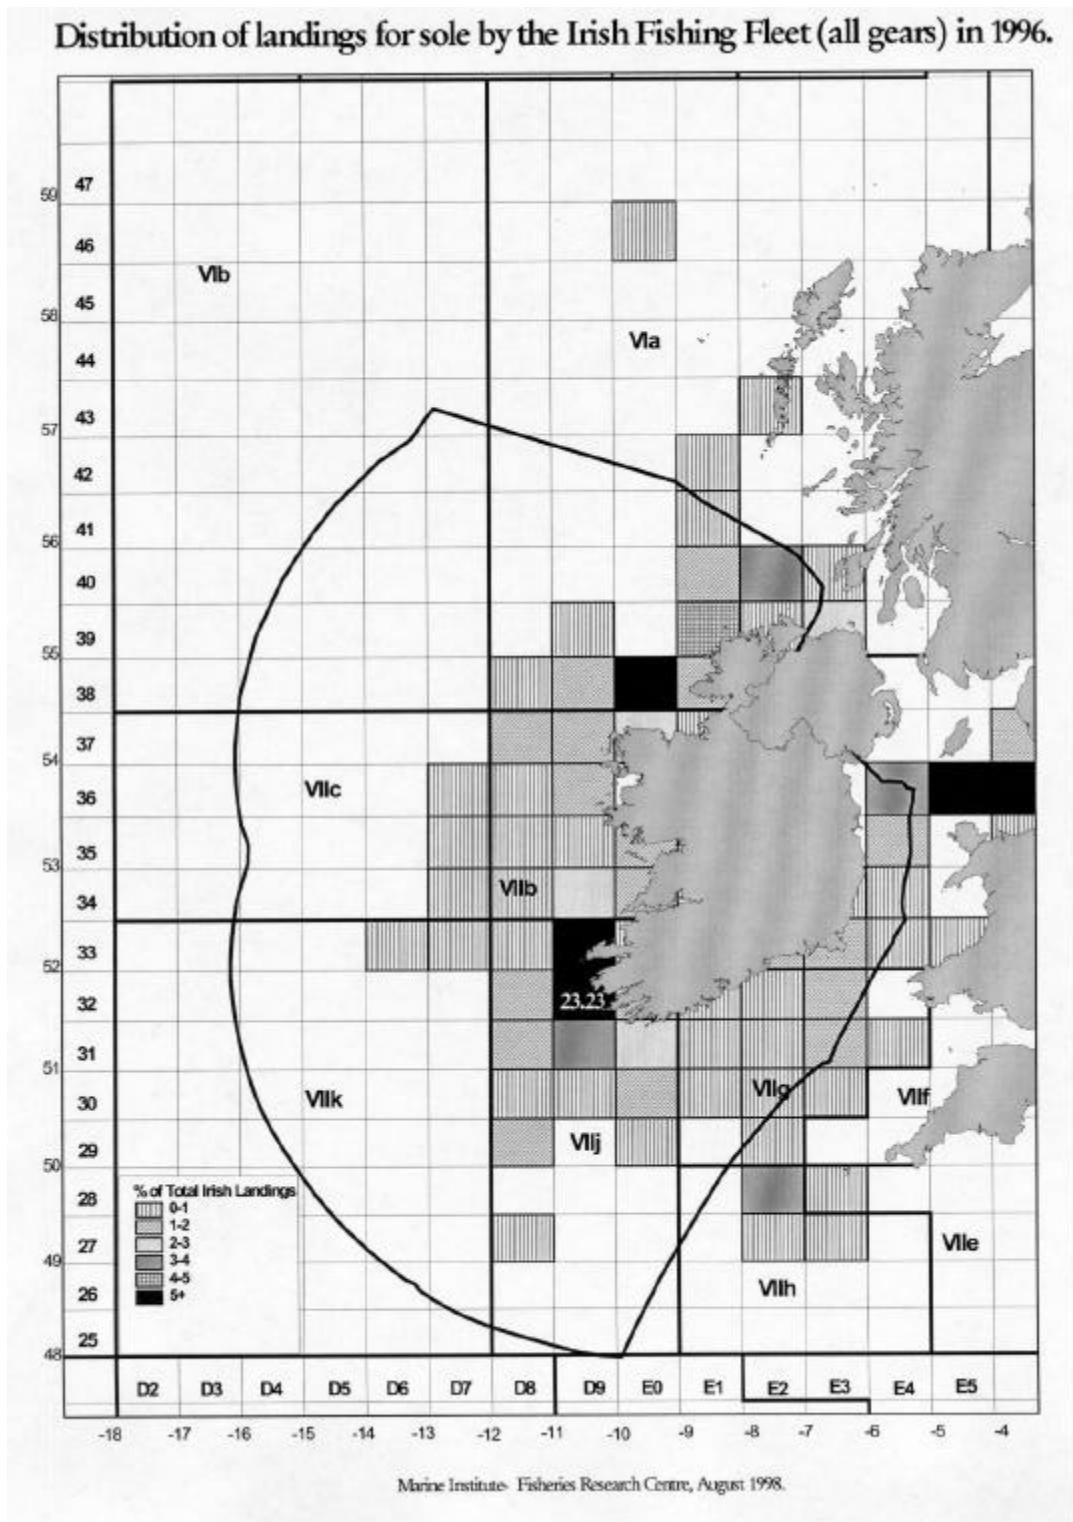 Distribution of landings for sole by the Irish Fishing Fleet (all gears) in 1996.
47
59
46
VIb
45
58
VIa
44
43
57
42
41
56
40
39
55
38
37
54
36
VIIc
35
53
VIIb
34
33
52
32
23.23
31
51
VIIg
30
VIIk
VIIf
VIIj
29
50
28
% of Total Irish Landings
0-1
1-2
2-3
3-4
4-5
5+
27
VIIe
49
VIIh
26
25
48
D2 D3 D4 D5 D6 D7 D8 D9 E0 E1 E2 E3 E4 E5
-18 -17 -16 -15 -14 -13 -12 -11 -10 -9 -8 -7 -6 -5 -4
Marine Institute- Fisheries Research Centre, August 1998.